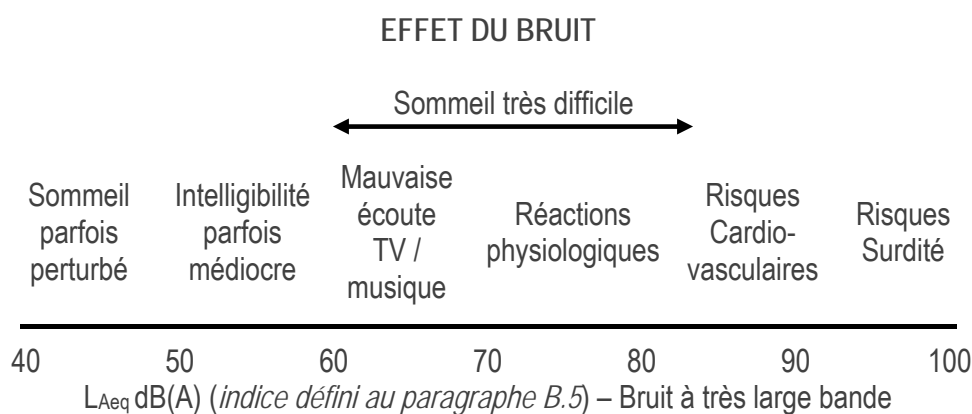 EFFET DU BRUIT
Sommeil très difficile
Sommeil
parfois
perturbé
Intelligibilité
parfois
médiocre
Mauvaise
écoute
TV /
musique
Réactions
physiologiques
Risques
Cardio-
vasculaires
Risques
Surdité
40 50 60 70 80 90 100
LAeq dB(A) (indice défini au paragraphe B.5) – Bruit à très large bande